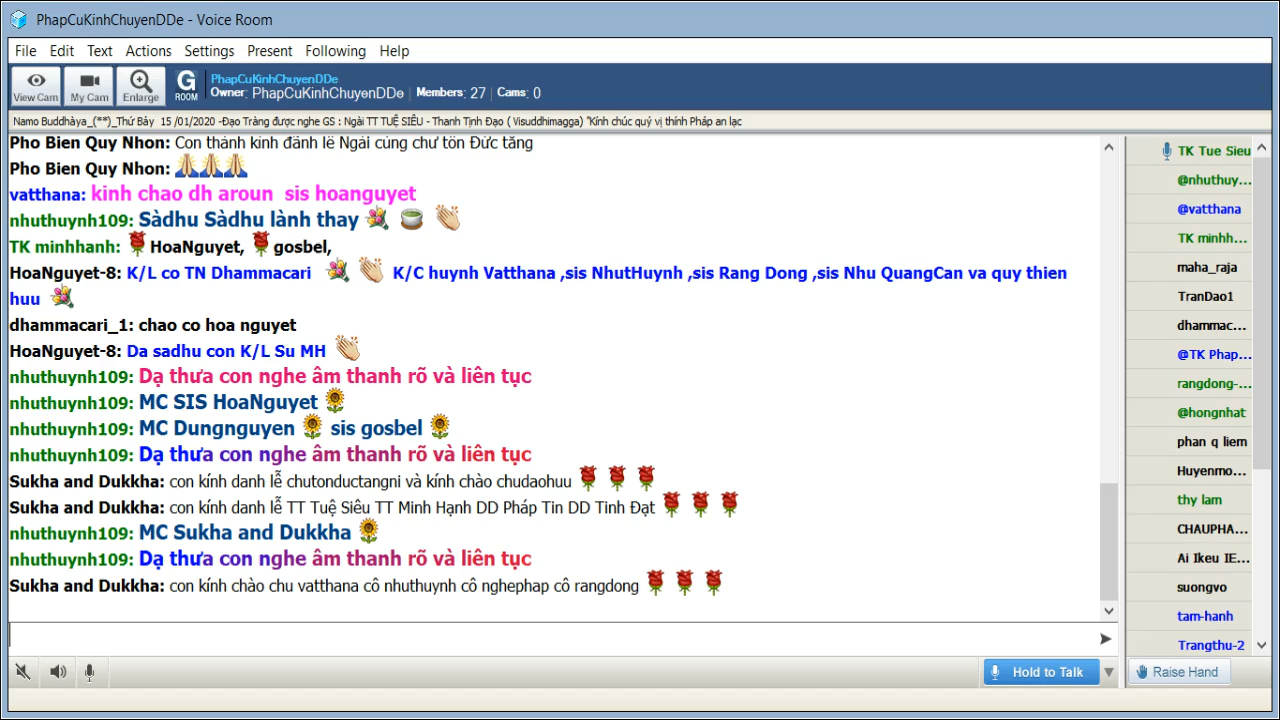 PhapCuKinhChuyenDDe - Voice Room
File Edit Text Actions Settings Present Following Help
View Cam My Cam Enlarge G ROOM PhapCuKinhChuyenDDe
Owner: PhapCuKinhChuyenDDe | Members: 27 | Cams: 0
Namo Buddhàya_(**)_Thứ Bảy 15 /01/2020 -Đạo Tràng được nghe GS : Ngài TT TUỆ SIÊU - Thanh Tịnh Đạo ( Visuddhimagga) "Kính chúc quý vị thính Pháp an lạc
Pho Bien Quy Nhon: Con thành kính đảnh lễ Ngài cùng chư tôn Đức tăng
Pho Bien Quy Nhon:
vatthana: kinh chao dh aroun sis hoanguyet
nhuthuynh109: Sàdhu Sàdhu lành thay
TK minhhanh: HoaNguyet, gosbel,
HoaNguyet-8: K/L co TN Dhammacari K/C huynh Vatthana ,sis NhutHuynh ,sis Rang Dong ,sis Nhu QuangCan va quy thien
huu
dhammacari_1: chao co hoa nguyet
HoaNguyet-8: Da sadhu con K/L Su MH
nhuthuynh109: Dạ thưa con nghe âm thanh rõ và liên tục
nhuthuynh109: MC SIS HoaNguyet
nhuthuynh109: MC Dungnguyen sis gosbel
nhuthuynh109: Dạ thưa con nghe âm thanh rõ và liên tục
Sukha and Dukkha: con kính danh lễ chutonductangni và kính chào chudaohuu
Sukha and Dukkha: con kính danh lễ TT Tuệ Siêu TT Minh Hạnh DD Pháp Tin DD Tinh Đạt
nhuthuynh109: MC Sukha and Dukkha
nhuthuynh109: Dạ thưa con nghe âm thanh rõ và liên tục
Sukha and Dukkha: con kính chào chu vatthana cô nhuthuynh cô nghephap cô rangdong
TK Tue Sieu
@nhuthuy...
@vatthana
TK minhh...
maha_raja
TranDao1
dhammac...
@TK Phap...
rangdong-...
@hongnhat
phan q liem
Huyenmo...
thy lam
CHAUPHA...
Ai Ikeu IE...
suongvo
tam-hanh
Trangthu-2
Hold to Talk
Raise Hand